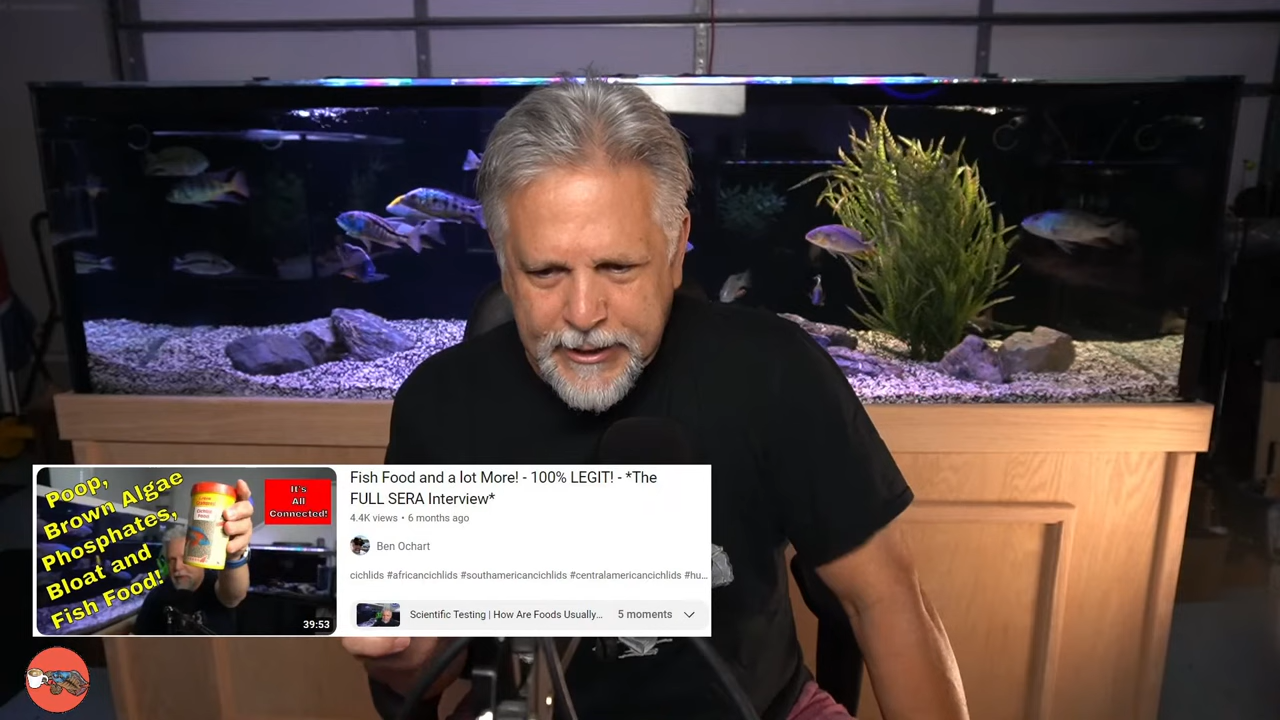 Poop,
Brown Algae
Phosphates,
Bloat and
Fish Food!
It's
All
Connected!
39:53
Fish Food and a lot More! - 100% LEGIT! - *The
FULL SERA Interview*
4.4K views • 6 months ago
Ben Ochart
cichlids #africancichlids #southamericancichlids #centralamericancichlids #hu...
Scientific Testing | How Are Foods Usually...
5 moments